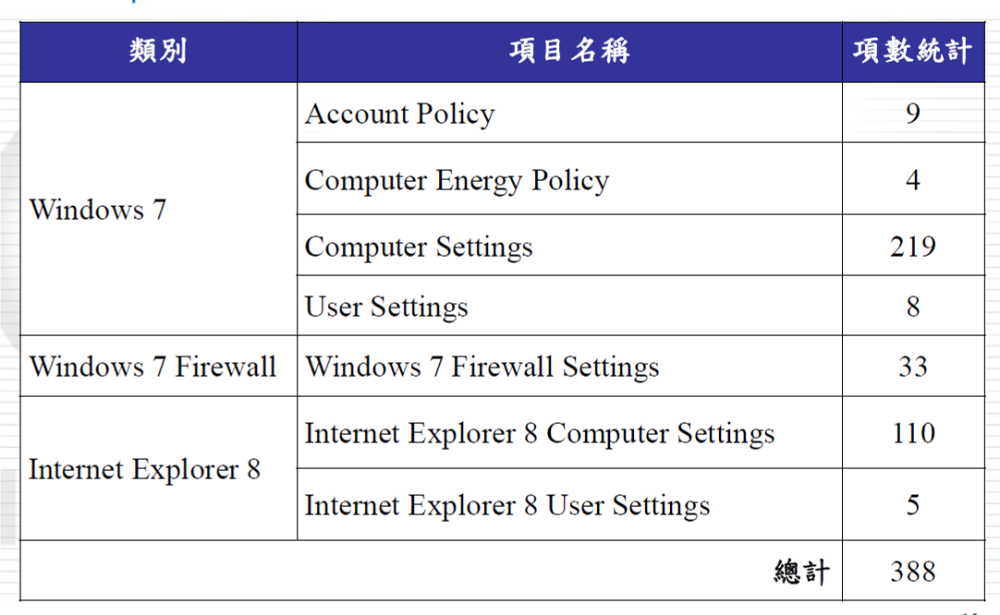 類別 項目名稱 項數統計
Account Policy 9
Computer Energy Policy 4
Windows 7
Computer Settings 219
User Settings 8
Windows 7 Firewall Windows 7 Firewall Settings 33
Internet Explorer 8 Computer Settings 110
Internet Explorer 8
Internet Explorer 8 User Settings 5
總計 388